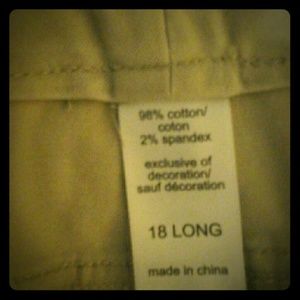 98% cotton/
coton
2% spandex
exclusive of
decoration/
sauf décoration
18 LONG
made in china